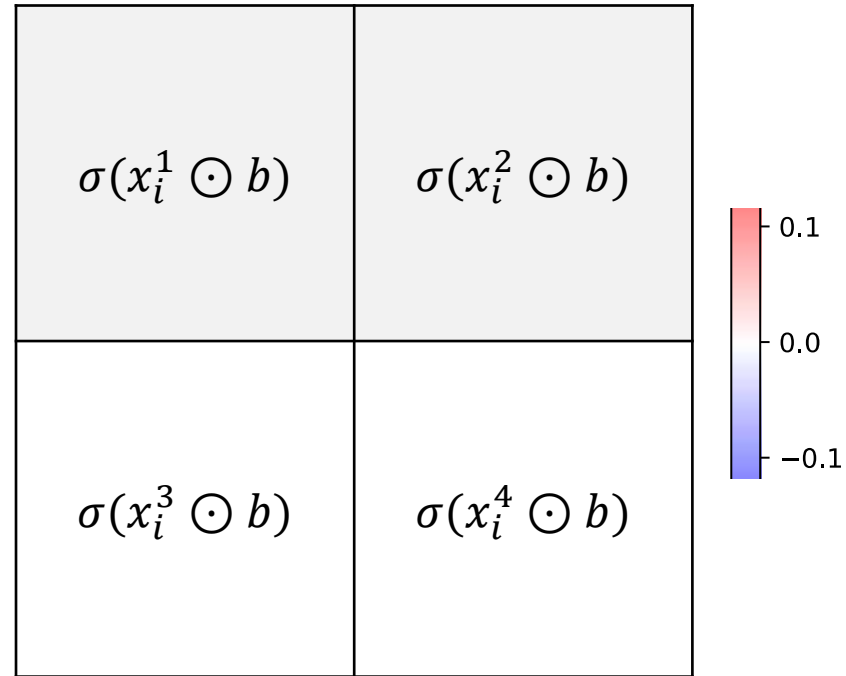 σ(x_i^1 ⊙ b) σ(x_i^2 ⊙ b)
0.1
0.0
σ(x_i^3 ⊙ b) σ(x_i^4 ⊙ b)
−0.1